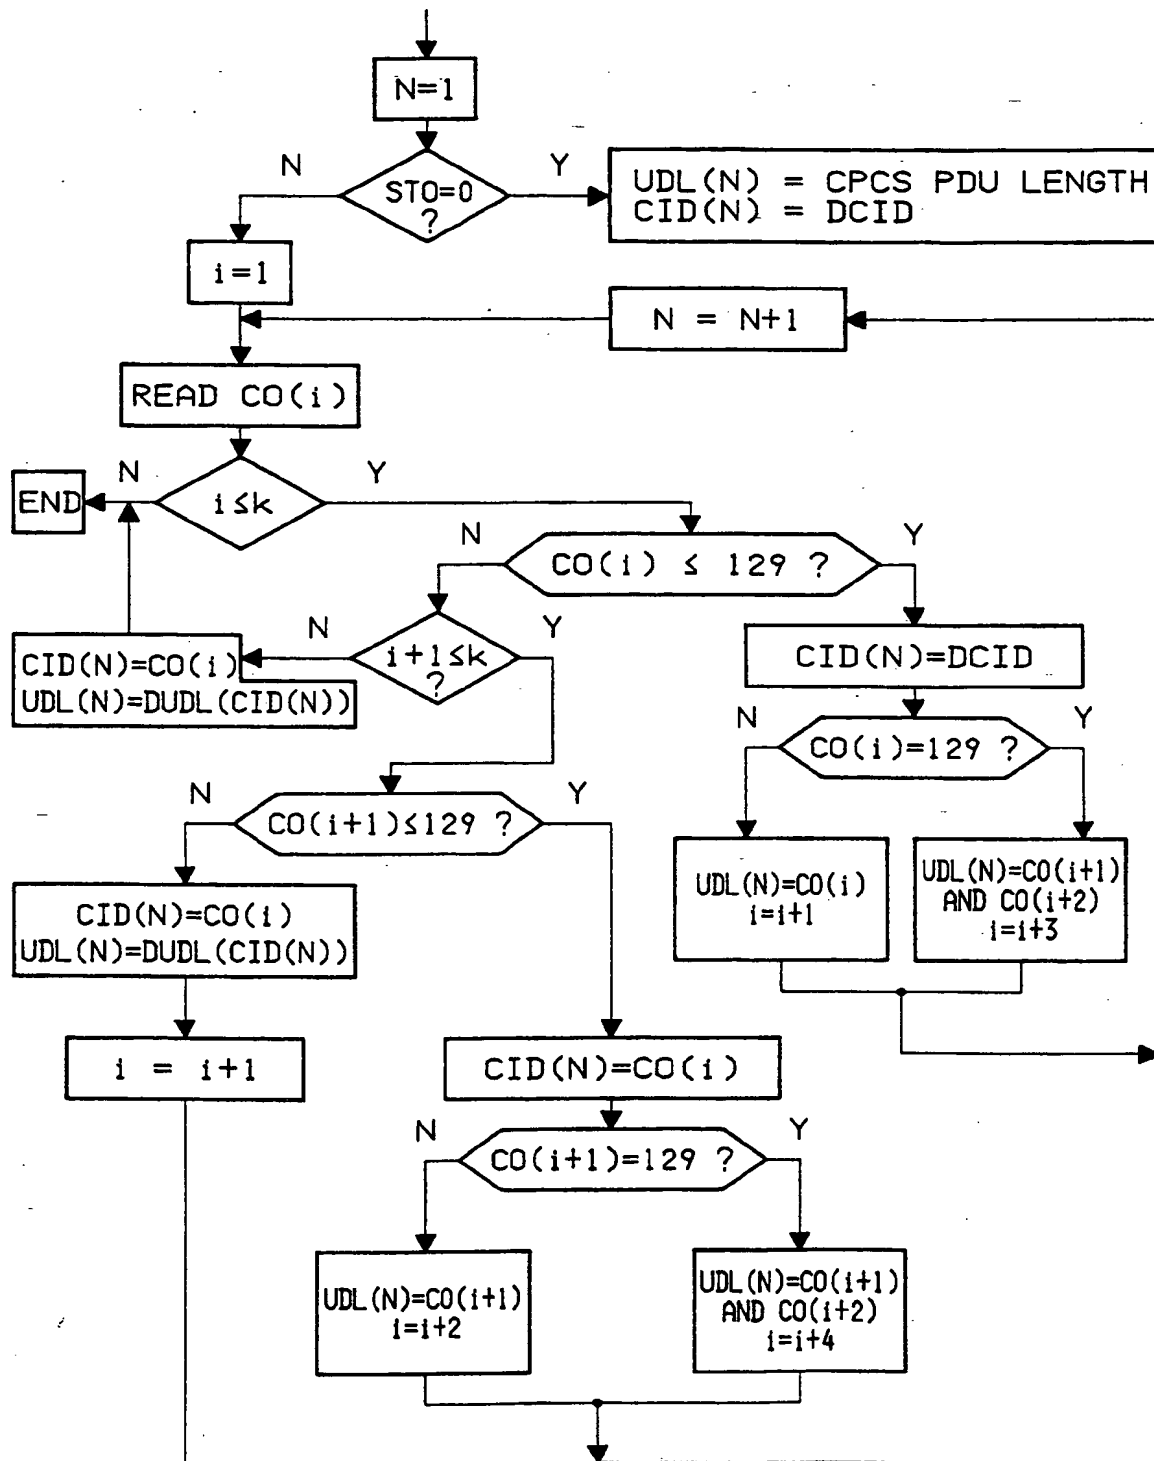 N=1
N
Y
STO=0
?
UDL(N) = CPCS PDU LENGTH
CID(N) = DCID
i=1
N = N+1
READ CO(i)
N
Y
END
i≤k
N
Y
CO(i) ≤ 129 ?
N
Y
i+1≤k
?
CID(N)=CO(i)
UDL(N)=DUDL(CID(N))
CID(N)=DCID
N
Y
CO(i)=129 ?
N
Y
CO(i+1)≤129 ?
UDL(N)=CO(i)
i=i+1
UDL(N)=CO(i+1)
AND CO(i+2)
i=i+3
CID(N)=CO(i)
UDL(N)=DUDL(CID(N))
i = i+1
CID(N)=CO(i)
N
Y
CO(i+1)=129 ?
UDL(N)=CO(i+1)
i=i+2
UDL(N)=CO(i+1)
AND CO(i+2)
i=i+4